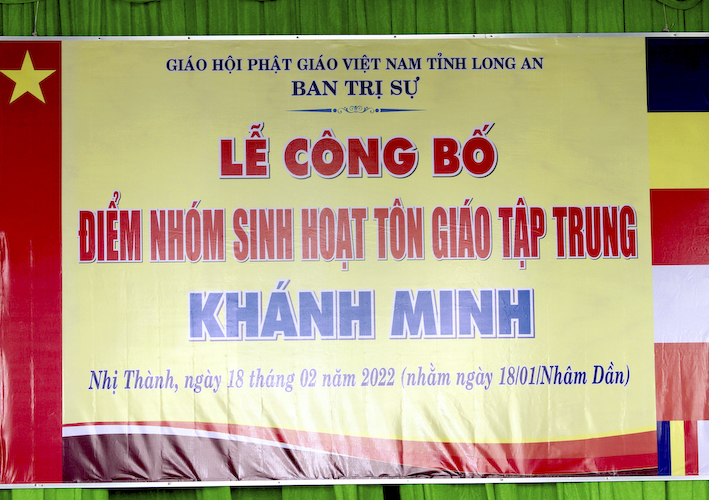 GIÁO HỘI PHẬT GIÁO VIỆT NAM TỈNH LONG AN
BAN TRỊ SỰ
LỄ CÔNG BỐ
ĐIỂM NHÓM SINH HOẠT TÔN GIÁO TẬP TRUNG
KHÁNH MINH
Nhị Thành, ngày 18 tháng 02 năm 2022 (nhằm ngày 18/01/Nhâm Dần)